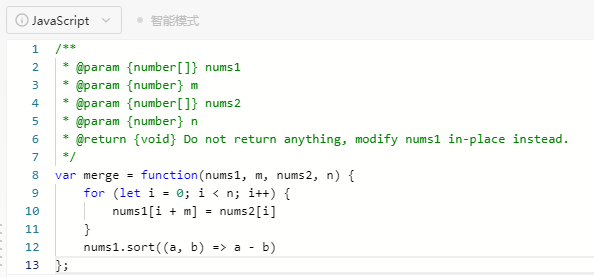 JavaScript 智能模式
1 /**
2  * @param {number[]} nums1
3  * @param {number} m
4  * @param {number[]} nums2
5  * @param {number} n
6  * @return {void} Do not return anything, modify nums1 in-place instead.
7  */
8 var merge = function(nums1, m, nums2, n) {
9     for (let i = 0; i < n; i++) {
10         nums1[i + m] = nums2[i]
11     }
12     nums1.sort((a, b) => a - b)
13 };